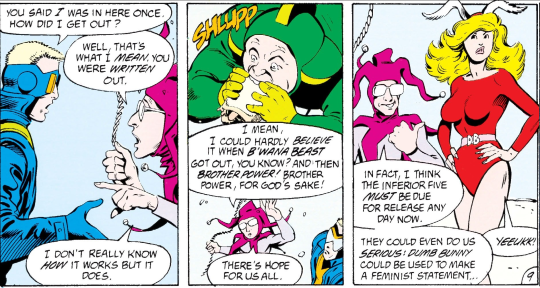 YOU SAID I WAS IN HERE ONCE.
HOW DID I GET OUT?
WELL, THAT'S
WHAT I MEAN. YOU
WERE WRITTEN
OUT.
I DON'T REALLY KNOW
HOW IT WORKS BUT IT
DOES.
SHLUPP
I MEAN,
I COULD HARDLY BELIEVE
IT WHEN B'WANA BEAST
GOT OUT, YOU KNOW? AND THEN
BROTHER POWER! BROTHER
POWER, FOR GOD'S SAKE!
THERE'S HOPE
FOR US ALL.
IN FACT, I THINK
THE INFERIOR FIVE
MUST BE DUE
FOR RELEASE ANY
DAY NOW.
THEY COULD EVEN DO US
SERIOUS: DUMB BUNNY
COULD BE USED TO MAKE
A FEMINIST STATEMENT...
YEEUKK!
9